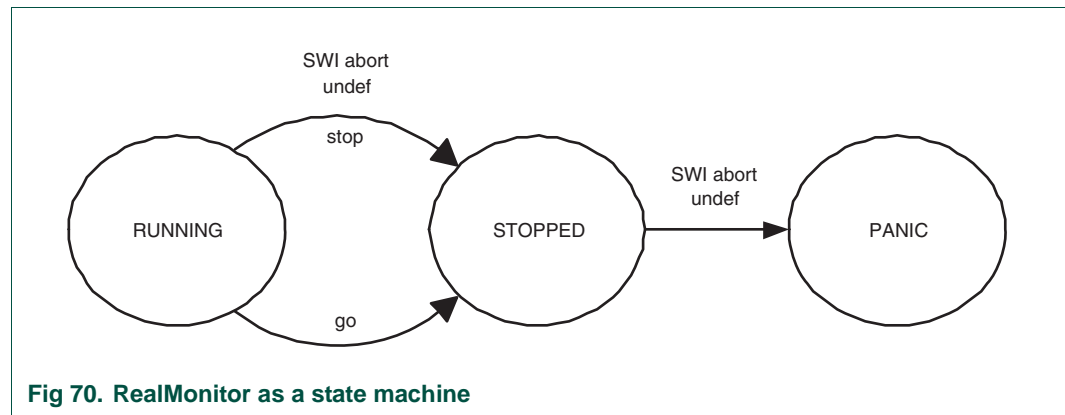 SWI abort
undef
stop
SWI abort
undef
RUNNING
STOPPED
PANIC
go
Fig 70. RealMonitor as a state machine